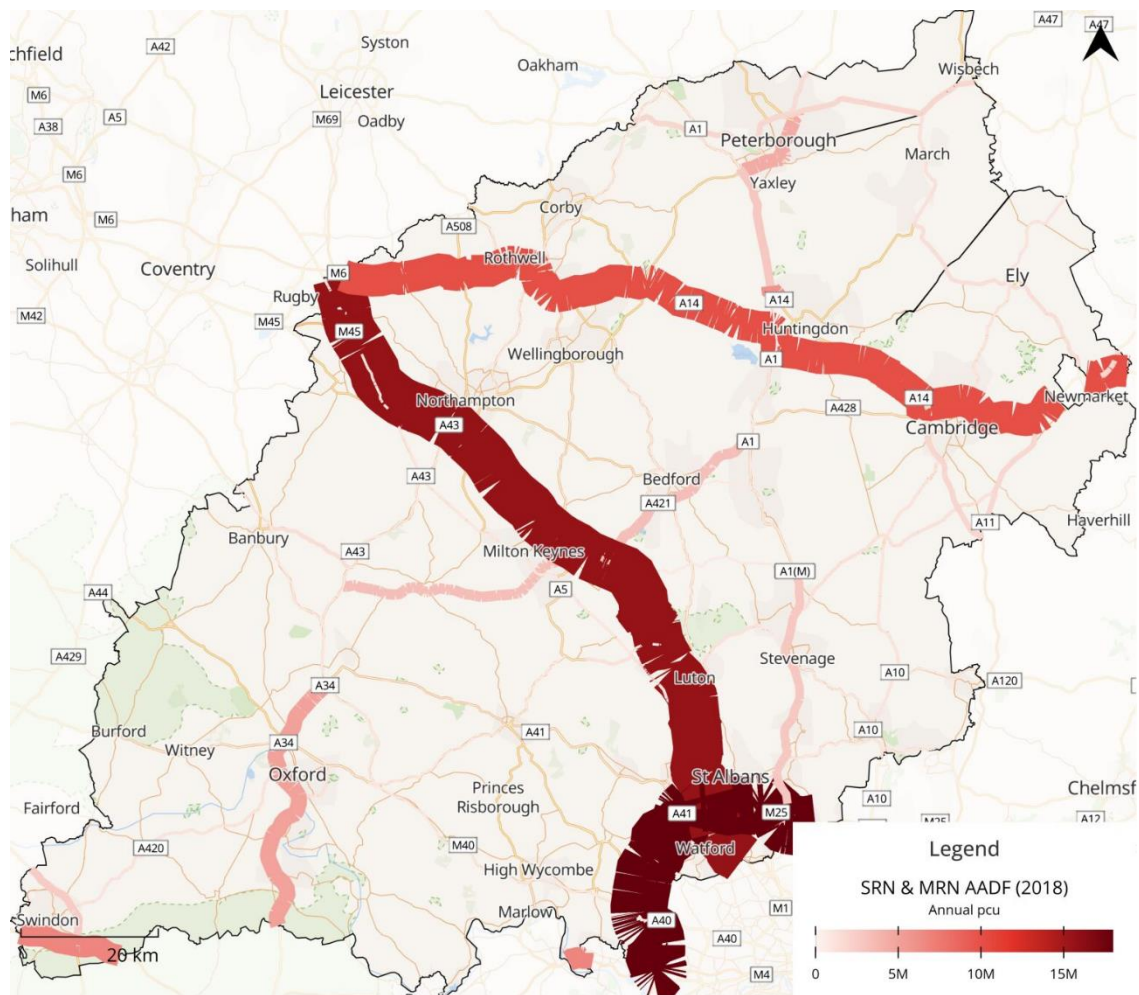 A47
A47
A42
Syston
chfield
Oakham
Wisbech
M6
Leicester
A5
M69
Oadby
A38
A1
Peterborough
March
M6
Yaxley
Corby
ham
M6
A508
Solihull
Coventry
M6
Rothwell
Ely
Rugby
A14
A14
M42
M45
M45
Huntingdon
Wellingborough
A1
Northampton
A14
Newmarket
A43
A428
Cambridge
A1
A43
Bedford
A421
A11
Haverhill
Banbury
A43
Milton Keynes
A1(M)
A44
A5
A429
Stevenage
A10
Luton
A120
A34
Burford
A41
A10
Witney
A34
Oxford
St Albans
Princes
Risborough
Chelmsf
Fairford
A41
M25
A10
M25
A12
A420
M40
Watford
High Wycombe
Marlow
M1
Swindon
A40
A40
20 km
M4
Legend
SRN & MRN AADF (2018)
Annual pcu
0 5M 10M 15M